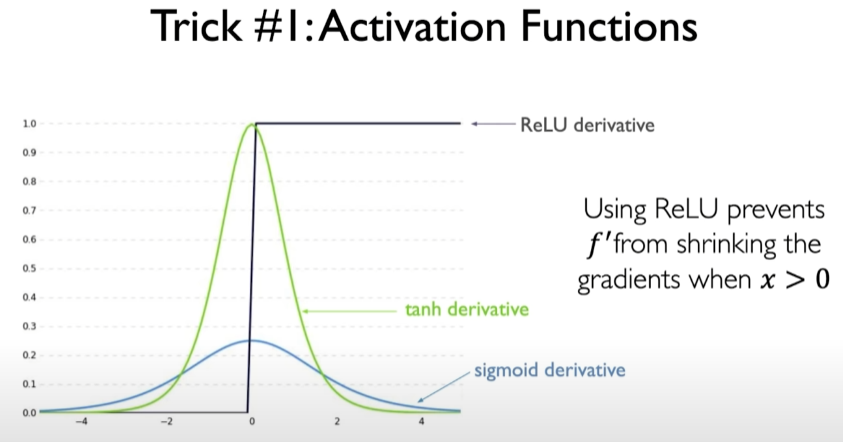 Trick #1: Activation Functions
1.0
ReLU derivative
0.9
0.8
0.7
Using ReLU prevents
0.6
f′ from shrinking the
0.5
gradients when x > 0
0.4
tanh derivative
0.3
0.2
sigmoid derivative
0.1
0.0
−4 −2 0 2 4